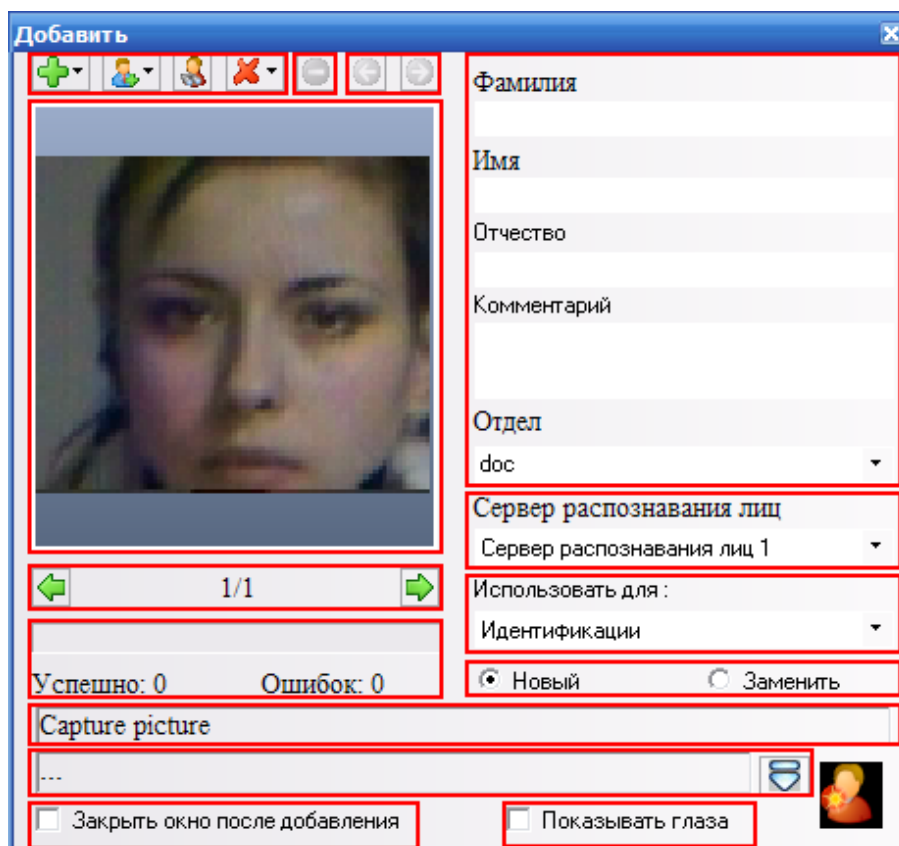 Добавить
Фамилия
Имя
Отчество
Комментарий
Отдел
doc
Сервер распознавания лиц
Сервер распознавания лиц 1
1/1
Использовать для :
Идентификации
Успешно: 0 Ошибок: 0
Новый Заменить
Capture picture
---
Закрыть окно после добавления Показывать глаза